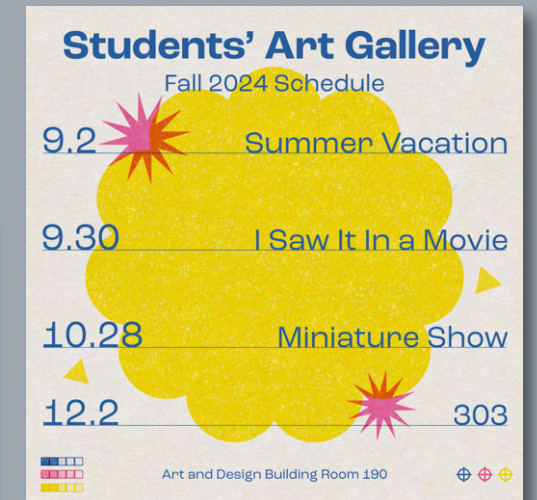 Students’ Art Gallery
Fall 2024 Schedule
9.2 Summer Vacation
9.30 I Saw It In a Movie
10.28 Miniature Show
12.2 303
Art and Design Building Room 190